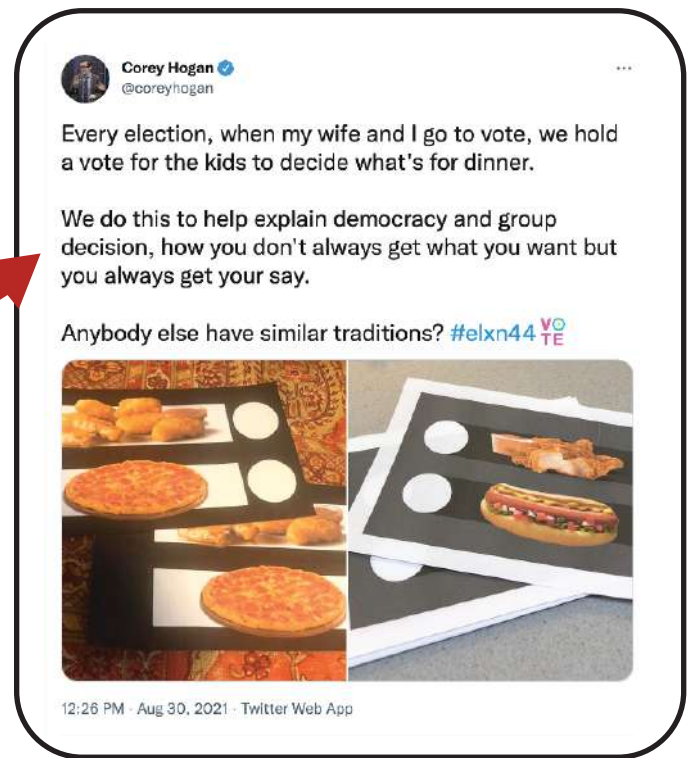 Corey Hogan
@coreyhogan
Every election, when my wife and I go to vote, we hold
a vote for the kids to decide what's for dinner.
We do this to help explain democracy and group
decision, how you don't always get what you want but
you always get your say.
Anybody else have similar traditions? #elxn44 VOTE
12:26 PM · Aug 30, 2021 · Twitter Web App